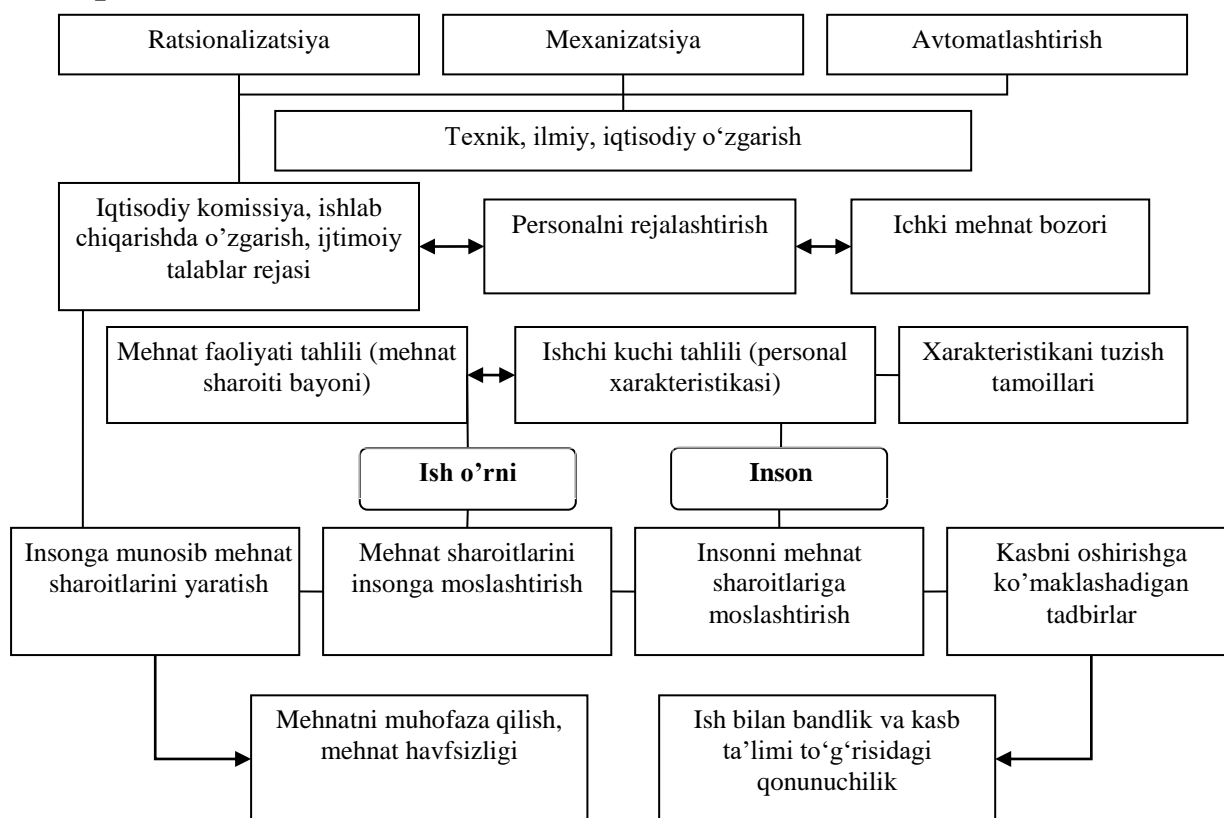 Ratsionalizatsiya
Mexanizatsiya
Avtomatlashtirish
Texnik, ilmiy, iqtisodiy o‘zgarish
Iqtisodiy komissiya, ishlab
chiqarishda o’zgarish, ijtimoiy
talablar rejasi
Personalni rejalashtirish
Ichki mehnat bozori
Mehnat faoliyati tahlili (mehnat
sharoiti bayoni)
Ishchi kuchi tahlili (personal
xarakteristikasi)
Xarakteristikani tuzish
tamoillari
Ish o’rni
Inson
Insonga munosib mehnat
sharoitlarini yaratish
Mehnat sharoitlarini
insonga moslashtirish
Insonni mehnat
sharoitlariga
moslashtirish
Kasbni oshirishga
ko’maklashadigan
tadbirlar
Mehnatni muhofaza qilish,
mehnat havfsizligi
Ish bilan bandlik va kasb
ta’limi to‘g‘risidagi
qonunuchilik